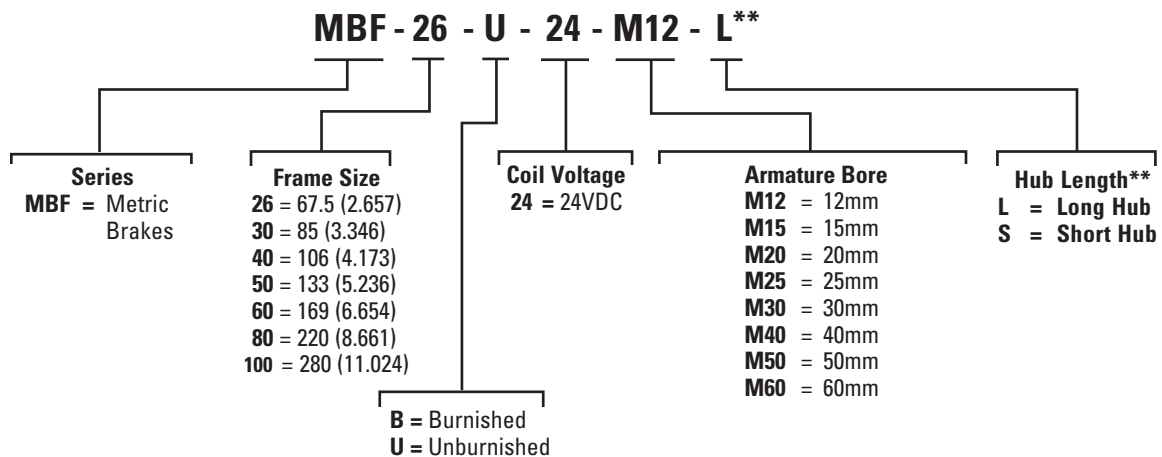 MBF - 26 - U - 24 - M12 - L**
Series
MBF = Metric
Brakes
Frame Size
26 = 67.5 (2.657)
30 = 85 (3.346)
40 = 106 (4.173)
50 = 133 (5.236)
60 = 169 (6.654)
80 = 220 (8.661)
100 = 280 (11.024)
B = Burnished
U = Unburnished
Coil Voltage
24 = 24VDC
Armature Bore
M12 = 12mm
M15 = 15mm
M20 = 20mm
M25 = 25mm
M30 = 30mm
M40 = 40mm
M50 = 50mm
M60 = 60mm
Hub Length**
L = Long Hub
S = Short Hub